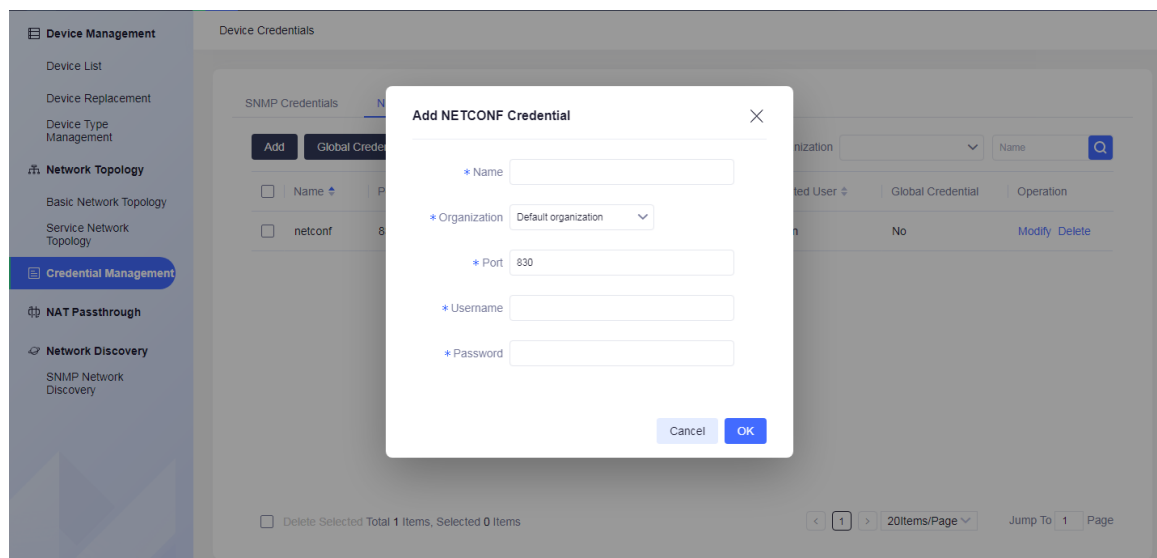 Device Management
Device List
Device Replacement
Device Type
Management
Network Topology
Basic Network Topology
Service Network
Topology
Credential Management
NAT Passthrough
Network Discovery
SNMP Network
Discovery
Device Credentials
SNMP Credentials N
Add Global Creden nization Name
Name P ted User Global Credential Operation
netconf 8 n No Modify Delete
Add NETCONF Credential
* Name
* Organization Default organization
* Port 830
* Username
* Password
Cancel OK
Delete Selected Total 1 Items, Selected 0 Items
< 1 > 20Items/Page Jump To 1 Page